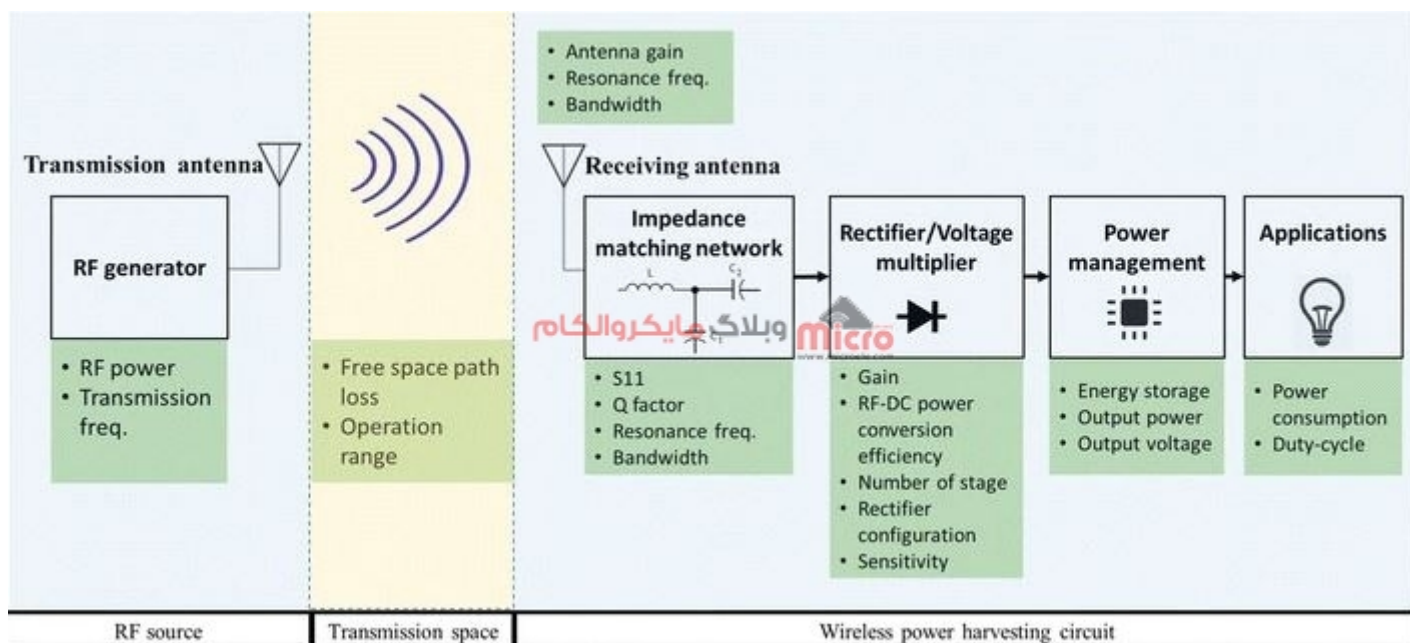 • Antenna gain
• Resonance freq.
• Bandwidth
Transmission antenna
Receiving antenna
RF generator
Impedance
matching network
L
C2
C1
Rectifier/Voltage
multiplier
Power
management
Applications
وبلاگ مایکروالکام
Micro
• RF power
• Transmission
freq.
• Free space path
loss
• Operation
range
• S11
• Q factor
• Resonance freq.
• Bandwidth
• Gain
• RF-DC power
conversion
efficiency
• Number of stage
• Rectifier
configuration
• Sensitivity
• Energy storage
• Output power
• Output voltage
• Power
consumption
• Duty-cycle
RF source
Transmission space
Wireless power harvesting circuit